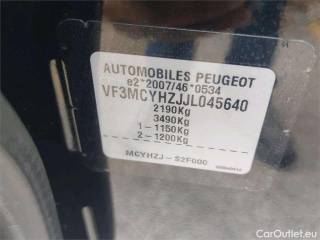 AUTOMOBILES PEUGEOT
e2*2007/46*0534
VF3MCYHZJJL045640
2190Kg
3490Kg
1-1150Kg
2-1200Kg
MCYHZJ-S2F000
CarOutlet.eu